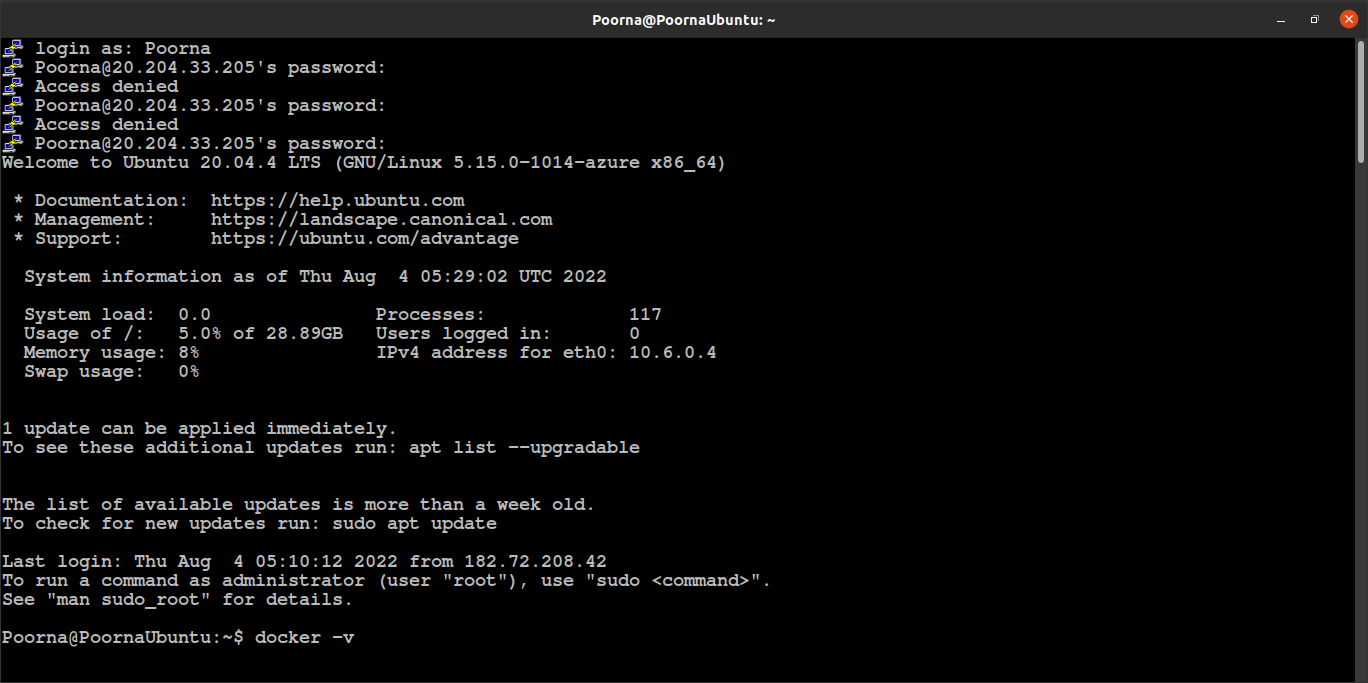 Poorna@PoornaUbuntu: ~
login as: Poorna
Poorna@20.204.33.205's password:
Access denied
Poorna@20.204.33.205's password:
Access denied
Poorna@20.204.33.205's password:
Welcome to Ubuntu 20.04.4 LTS (GNU/Linux 5.15.0-1014-azure x86_64)
* Documentation:  https://help.ubuntu.com
* Management:     https://landscape.canonical.com
* Support:        https://ubuntu.com/advantage
System information as of Thu Aug  4 05:29:02 UTC 2022
System load:  0.0               Processes:             117
Usage of /:   5.0% of 28.89GB   Users logged in:       0
Memory usage: 8%                IPv4 address for eth0: 10.6.0.4
Swap usage:   0%
1 update can be applied immediately.
To see these additional updates run: apt list --upgradable
The list of available updates is more than a week old.
To check for new updates run: sudo apt update
Last login: Thu Aug  4 05:10:12 2022 from 182.72.208.42
To run a command as administrator (user "root"), use "sudo <command>".
See "man sudo_root" for details.
Poorna@PoornaUbuntu:~$ docker -v